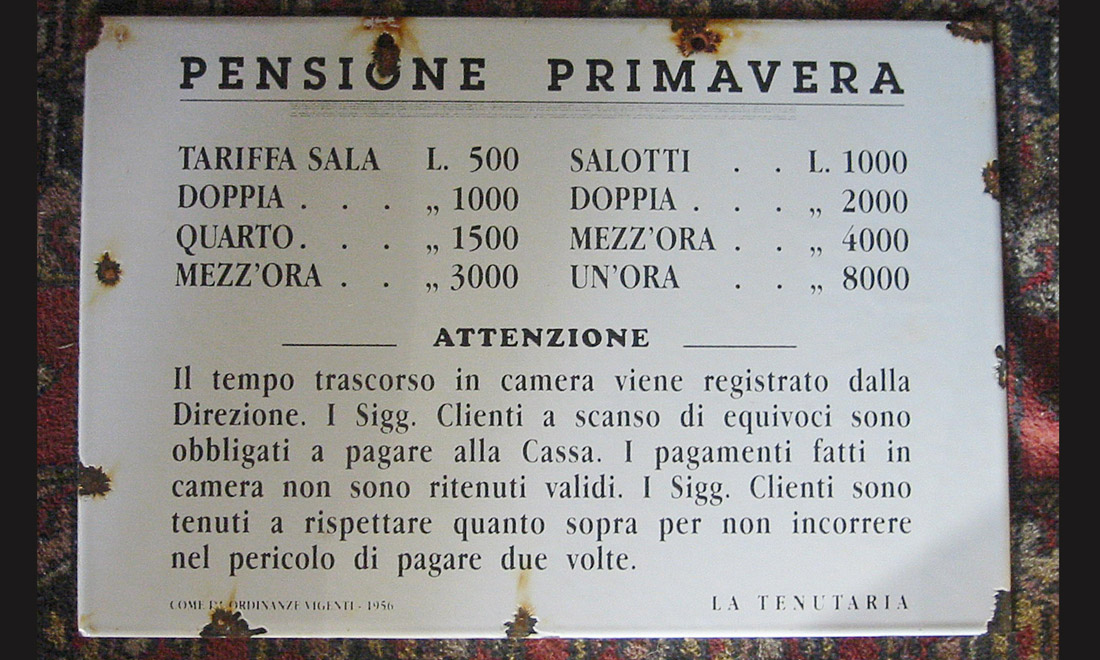 PENSIONE PRIMAVERA
TARIFFA SALA L. 500 SALOTTI . . L. 1000
DOPPIA . . . „ 1000 DOPPIA . . . „ 2000
QUARTO . . . „ 1500 MEZZ'ORA . . „ 4000
MEZZ'ORA . . „ 3000 UN'ORA . . „ 8000
ATTENZIONE
Il tempo trascorso in camera viene registrato dalla
Direzione. I Sigg. Clienti a scanso di equivoci sono
obbligati a pagare alla Cassa. I pagamenti fatti in
camera non sono ritenuti validi. I Sigg. Clienti sono
tenuti a rispettare quanto sopra per non incorrere
nel pericolo di pagare due volte.
COME ORDINANZE VIGENTI - 1956 LA TENUTARIA